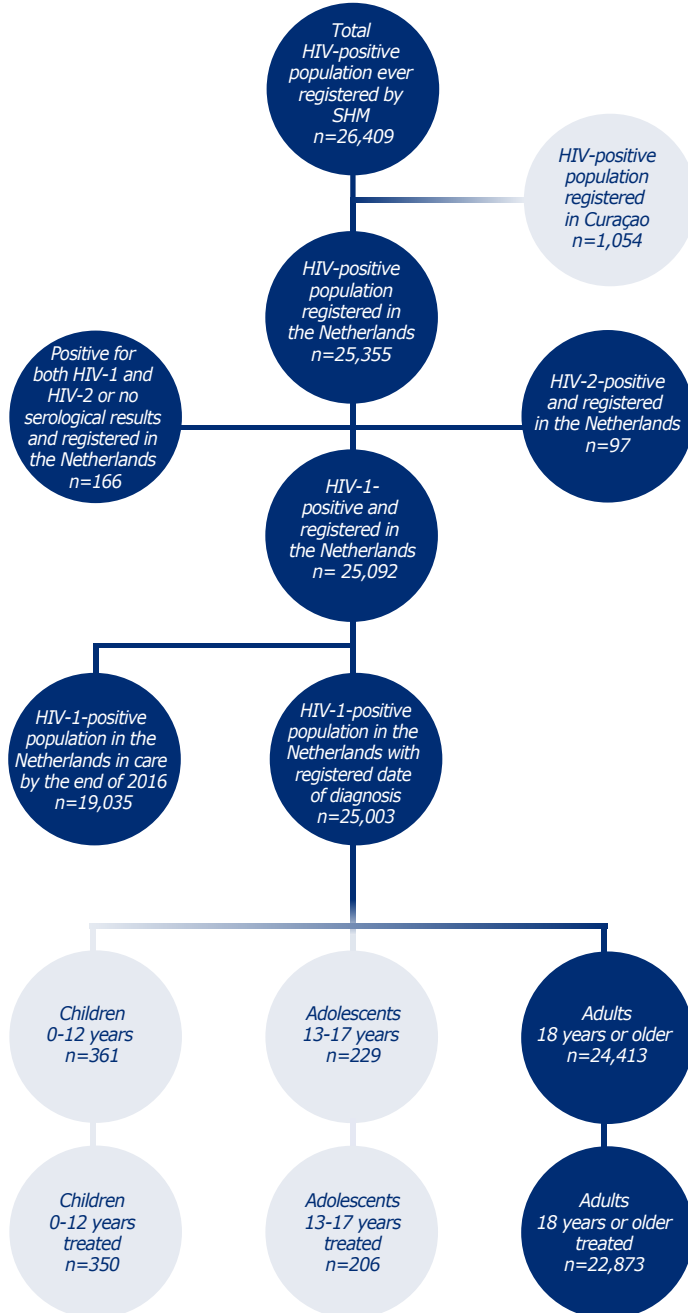 Total
HIV-positive
population ever
registered by
SHM
n=26,409
HIV-positive
population
registered
in Curaçao
n=1,054
HIV-positive
population
registered in
the Netherlands
n=25,355
Positive for
both HIV-1 and
HIV-2 or no
serological results
and registered in
the Netherlands
n=166
HIV-2-positive
and registered
in the Netherlands
n=97
HIV-1-
positive and
registered in
the Netherlands
n= 25,092
HIV-1-positive
population in the
Netherlands in care
by the end of 2016
n=19,035
HIV-1-positive
population in the
Netherlands with
registered date
of diagnosis
n=25,003
Children
0-12 years
n=361
Adolescents
13-17 years
n=229
Adults
18 years or older
n=24,413
Children
0-12 years
treated
n=350
Adolescents
13-17 years
treated
n=206
Adults
18 years or older
treated
n=22,873